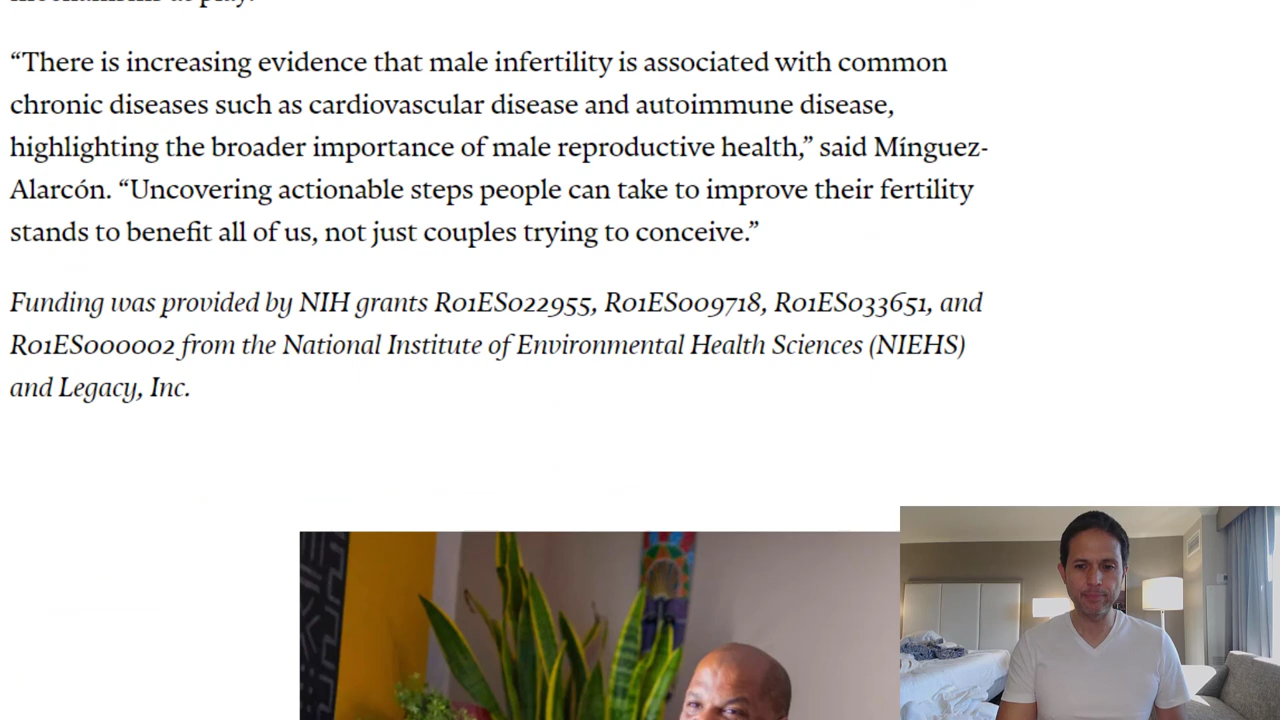 “There is increasing evidence that male infertility is associated with common
chronic diseases such as cardiovascular disease and autoimmune disease,
highlighting the broader importance of male reproductive health,” said Mínguez-
Alarcón. “Uncovering actionable steps people can take to improve their fertility
stands to benefit all of us, not just couples trying to conceive.”
Funding was provided by NIH grants R01ES022955, R01ES009718, R01ES033651, and
R01ES000002 from the National Institute of Environmental Health Sciences (NIEHS)
and Legacy, Inc.